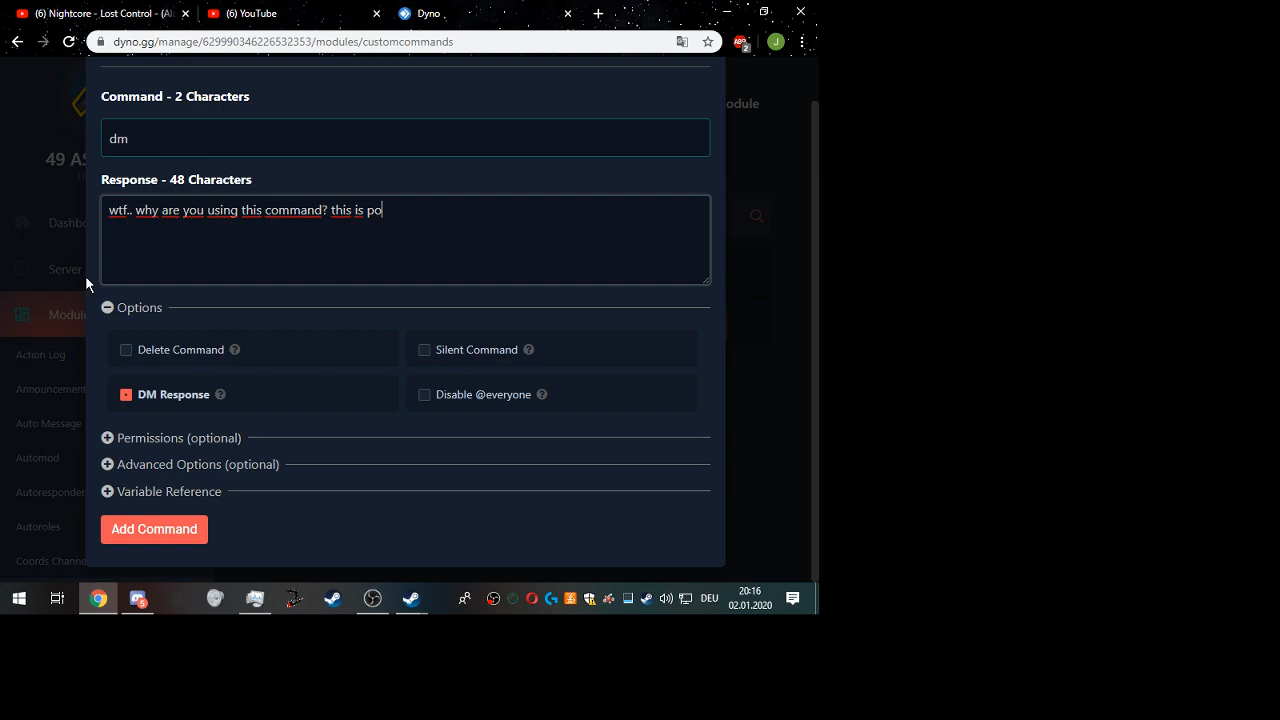 (6) Nightcore - Lost Control - (Al
(6) YouTube
Dyno
dyno.gg/manage/629990346226532353/modules/customcommands
2
J
odule
Command - 2 Characters
dm
49 AS
Response - 48 Characters
wtf.. why are you using this command? this is po
Dashbo
Server
Options
Module
Delete Command
Silent Command
Action Log
DM Response
Disable @everyone
Announcement
Auto Message
Permissions (optional)
Automod
Advanced Options (optional)
Autoresponder
Variable Reference
Autoroles
Add Command
Coords Channe
5
DEU
20:16
02.01.2020